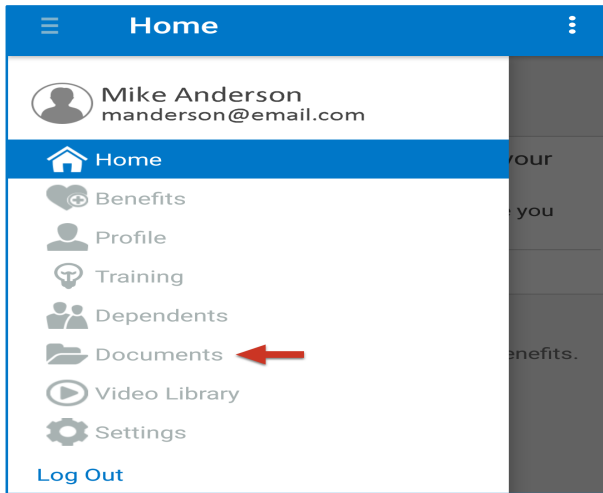 Home
Mike Anderson
manderson@email.com
Home
your
Benefits
you
Profile
Training
Dependents
Documents
enefits.
Video Library
Settings
Log Out